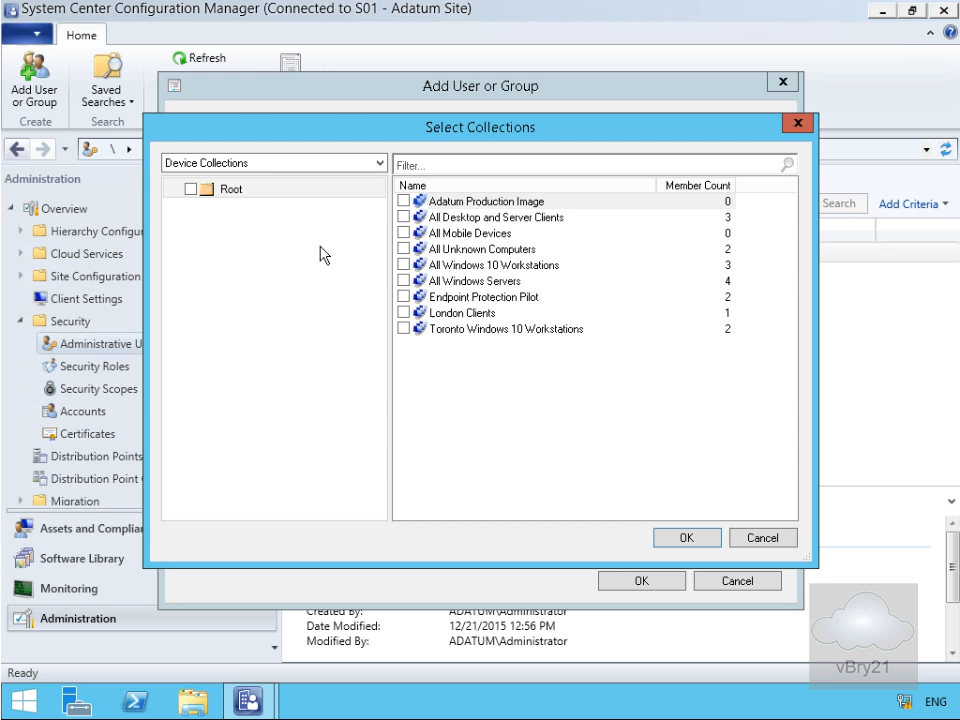 System Center Configuration Manager (Connected to S01 - Adatum Site)
Home
Add User
or Group
Saved
Searches
Refresh
Create
Search
Add User or Group
Select Collections
Administration
Overview
Hierarchy Configur
Cloud Services
Site Configuration
Client Settings
Security
Administrative U
Security Roles
Security Scopes
Accounts
Certificates
Distribution Points
Distribution Point
Migration
Assets and Complia
Software Library
Monitoring
Administration
Device Collections
Filter...
Root
Name Member Count
Adatum Production Image 0
All Desktop and Server Clients 3
All Mobile Devices 0
All Unknown Computers 2
All Windows 10 Workstations 3
All Windows Servers 4
Endpoint Protection Pilot 2
London Clients 1
Toronto Windows 10 Workstations 2
OK Cancel
OK Cancel
Search Add Criteria
Created By: ADATUM\Administrator
Date Modified: 12/21/2015 12:56 PM
Modified By: ADATUM\Administrator
vBry21
Ready
ENG